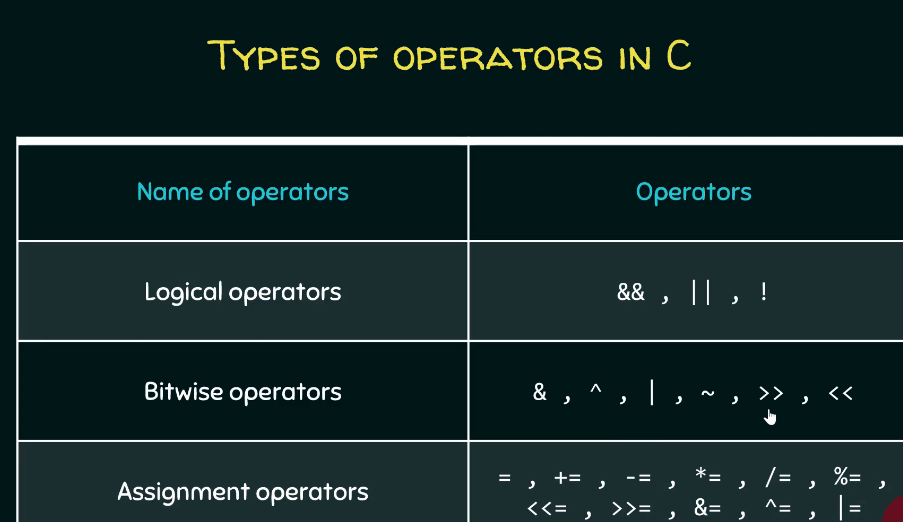 TYPES OF OPERATORS IN C
Name of operators Operators
Logical operators && , || , !
Bitwise operators & , ^ , | , ~ , >> , <<
Assignment operators = , += , -= , *= , /= , %= ,
<<= , >>= , &= , ^= , |=